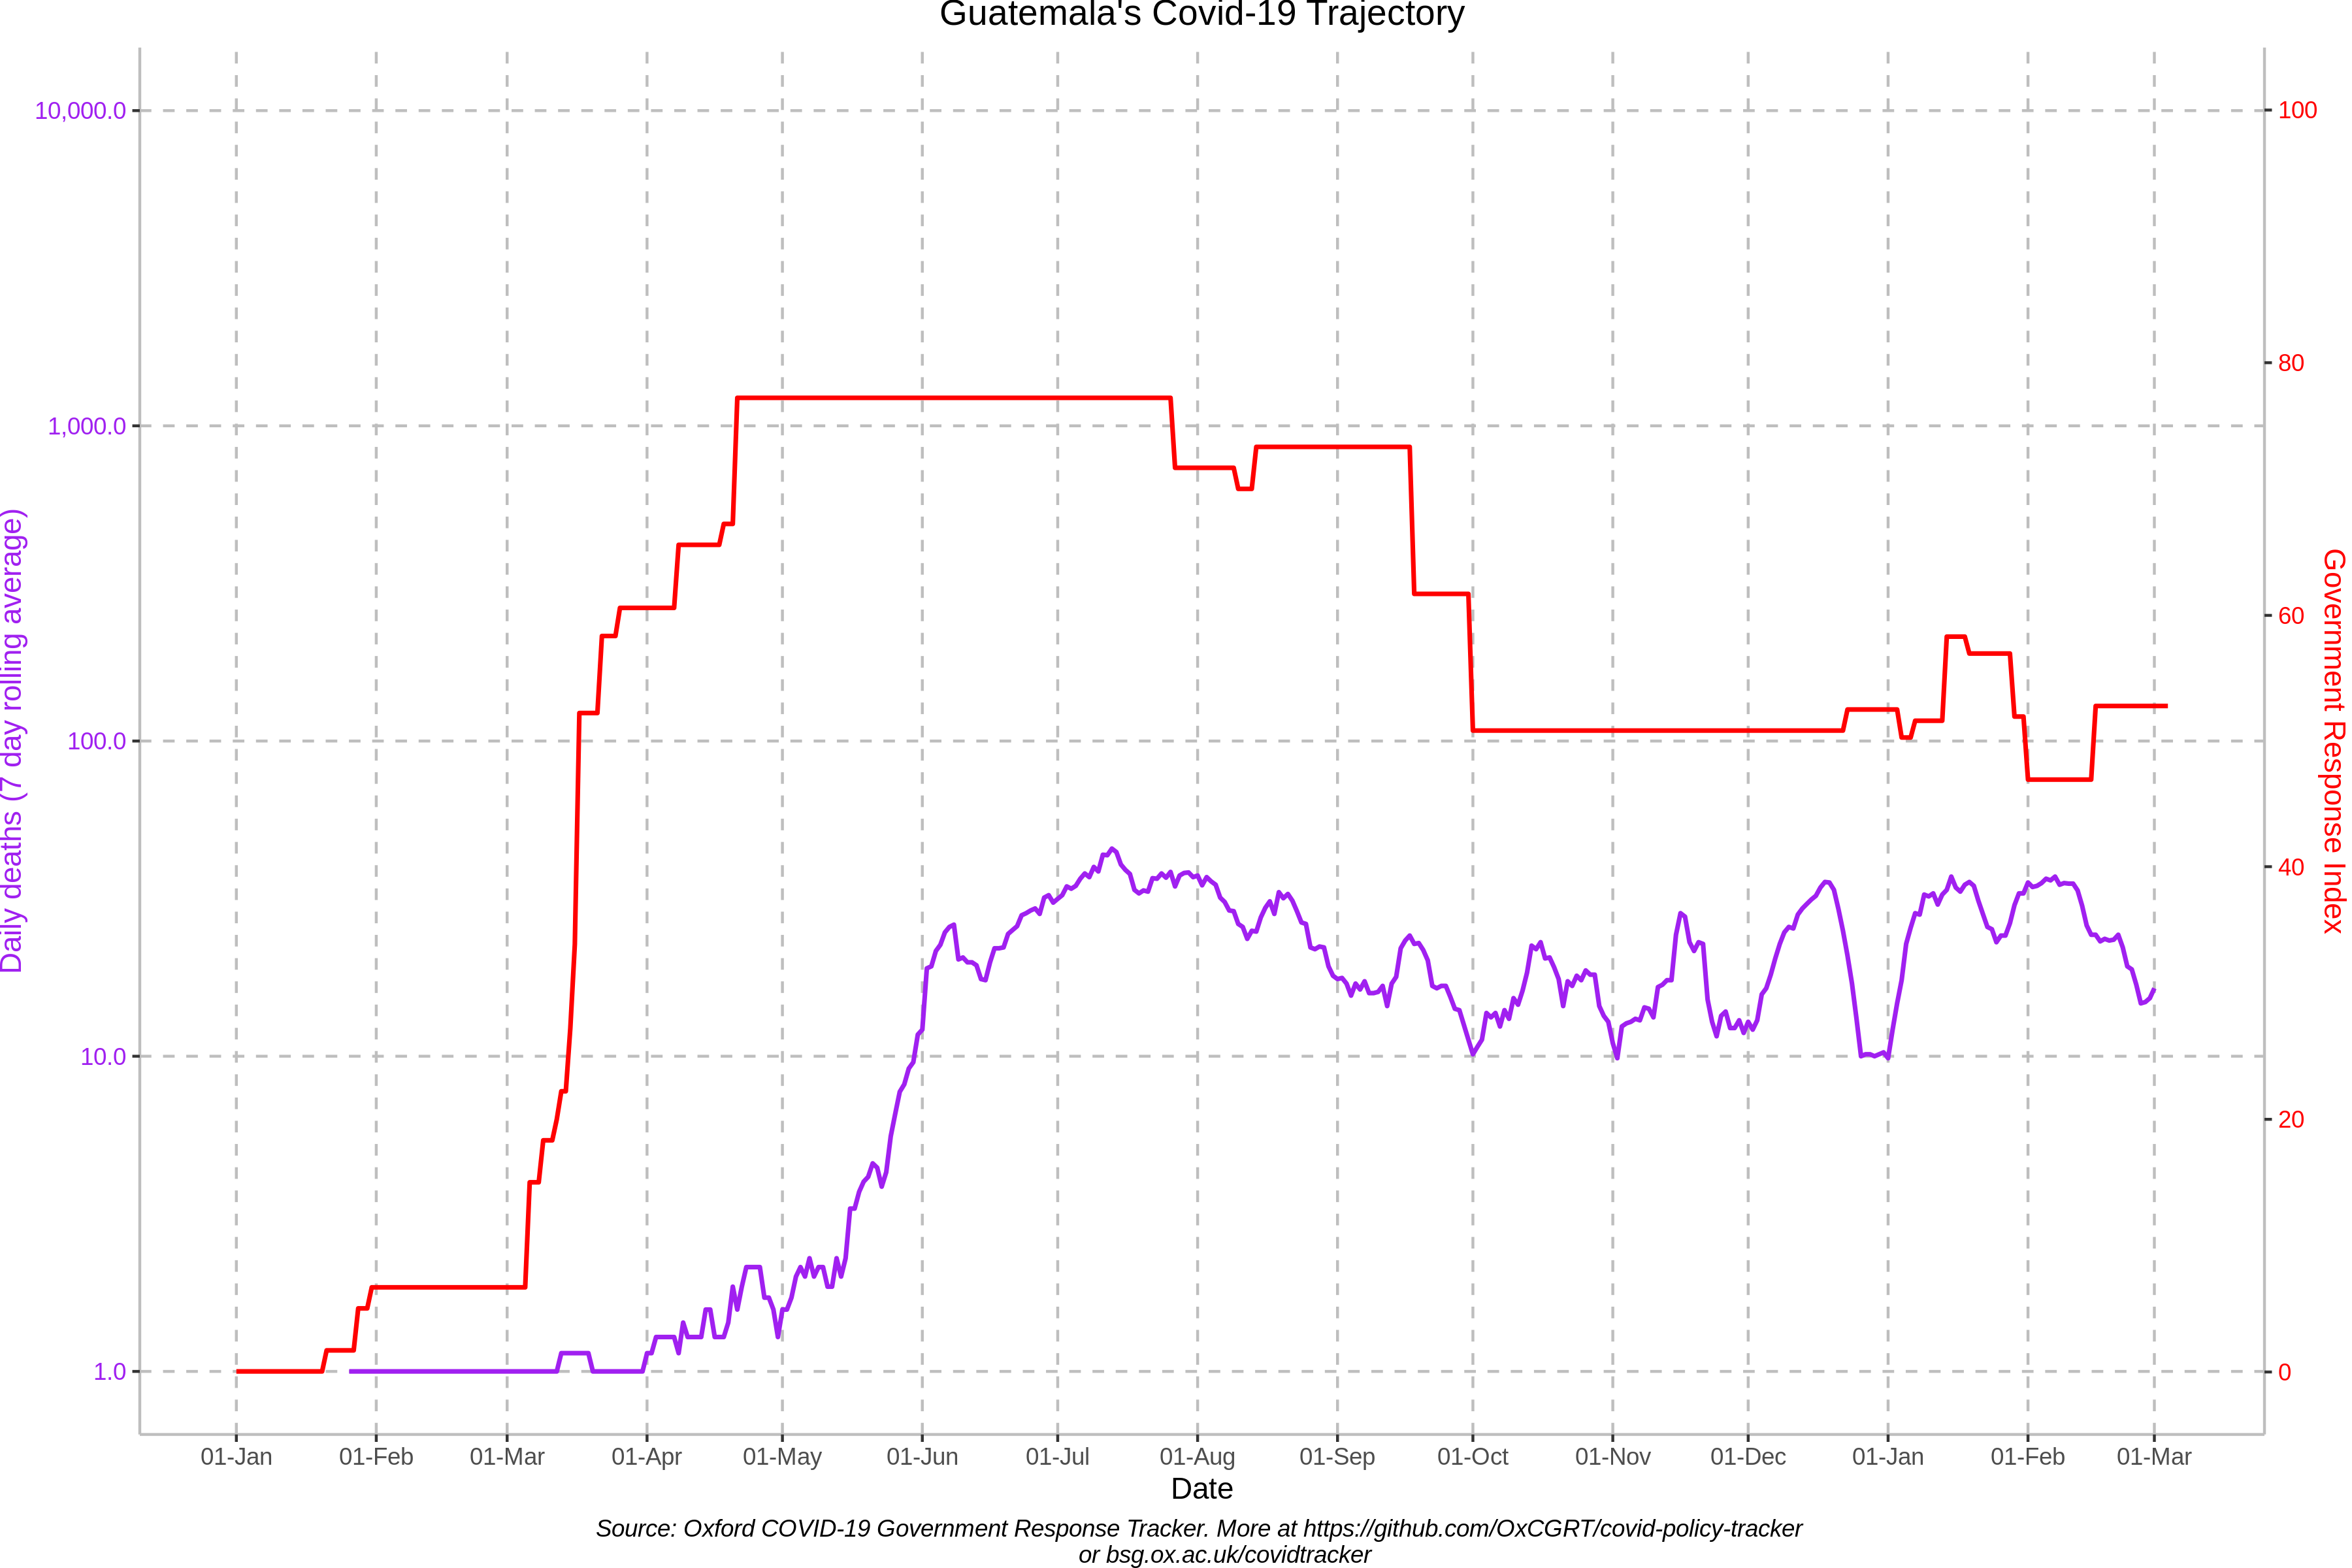 Guatemala's Covid-19 Trajectory
10,000.0
1,000.0
100.0
10.0
1.0
Daily deaths (7 day rolling average)
100
80
60
40
20
0
Government Response Index
01-Jan 01-Feb 01-Mar 01-Apr 01-May 01-Jun 01-Jul 01-Aug 01-Sep 01-Oct 01-Nov 01-Dec 01-Jan 01-Feb 01-Mar
Date
Source: Oxford COVID-19 Government Response Tracker. More at https://github.com/OxCGRT/covid-policy-tracker
or bsg.ox.ac.uk/covidtracker